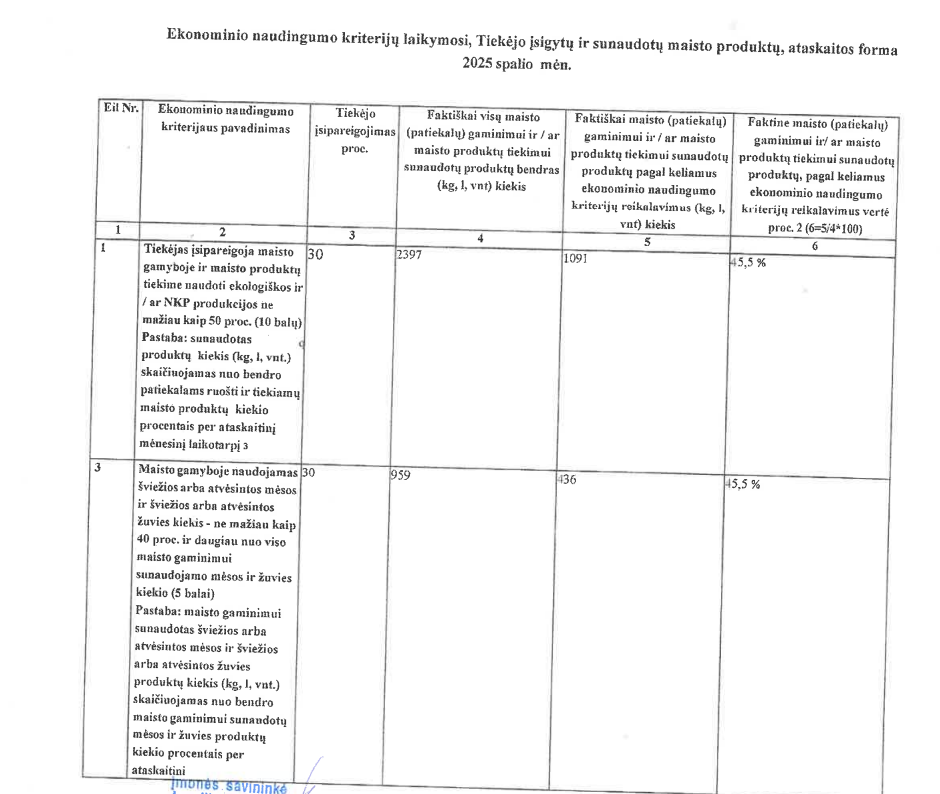 Ekonominio naudingumo kriterijų laikymosi, Tiekėjo įsigytų ir sunaudotų maisto produktų, ataskaitos forma
2025 spalio mėn.
Eil Nr.
Ekonominio naudingumo
kriterijaus pavadinimas
Tiekėjo
įsipareigojimas
proc.
Faktiškai visų maisto
(patiekalų) gaminimui ir / ar
maisto produktų tiekimui
sunaudotų produktų bendras
(kg, l, vnt) kiekis
Faktiškai maisto (patiekalų)
gaminimui ir / ar maisto
produktų tiekimui sunaudotų
produktų pagal keliamus
ekonominio naudingumo
kriterijų reikalavimus (kg, l,
vnt) kiekis
Faktinė maisto (patiekalų)
gaminimui ir/ ar maisto
produktų tiekimui sunaudotų
produktų, pagal keliamus
ekonominio naudingumo
kriterijų reikalavimus vertė
proc. 2 (6=5/4*100)
1
2
3
4
5
6
1
Tiekėjas įsipareigoja maisto
gamyboje ir maisto produktų
tiekime naudoti ekologiškos ir
/ ar NKP produkcijos ne
mažiau kaip 50 proc. (10 balų)
Pastaba: sunaudotas
produktų kiekis (kg, l, vnt.)
skaičiuojamas nuo bendro
patiekalams ruošti ir tiekiamų
maisto produktų kiekio
procentais per ataskaitinį
mėnesinį laikotarpį 3
30
2397
1091
45,5 %
3
Maisto gamyboje naudojamas
šviežios arba atvėsintos mėsos
ir šviežios arba atvėsintos
žuvies kiekis - ne mažiau kaip
40 proc. ir daugiau nuo viso
maisto gaminimui
sunaudojamo mėsos ir žuvies
kiekio (5 balai)
Pastaba: maisto gaminimui
sunaudotas šviežios arba
atvėsintos mėsos ir šviežios
arba atvėsintos žuvies
produktų kiekis (kg, l, vnt.)
skaičiuojamas nuo bendro
maisto gaminimui sunaudotų
mėsos ir žuvies produktų
kiekio procentais per
ataskaitinį
30
959
436
45,5 %
Įmonės savininkė